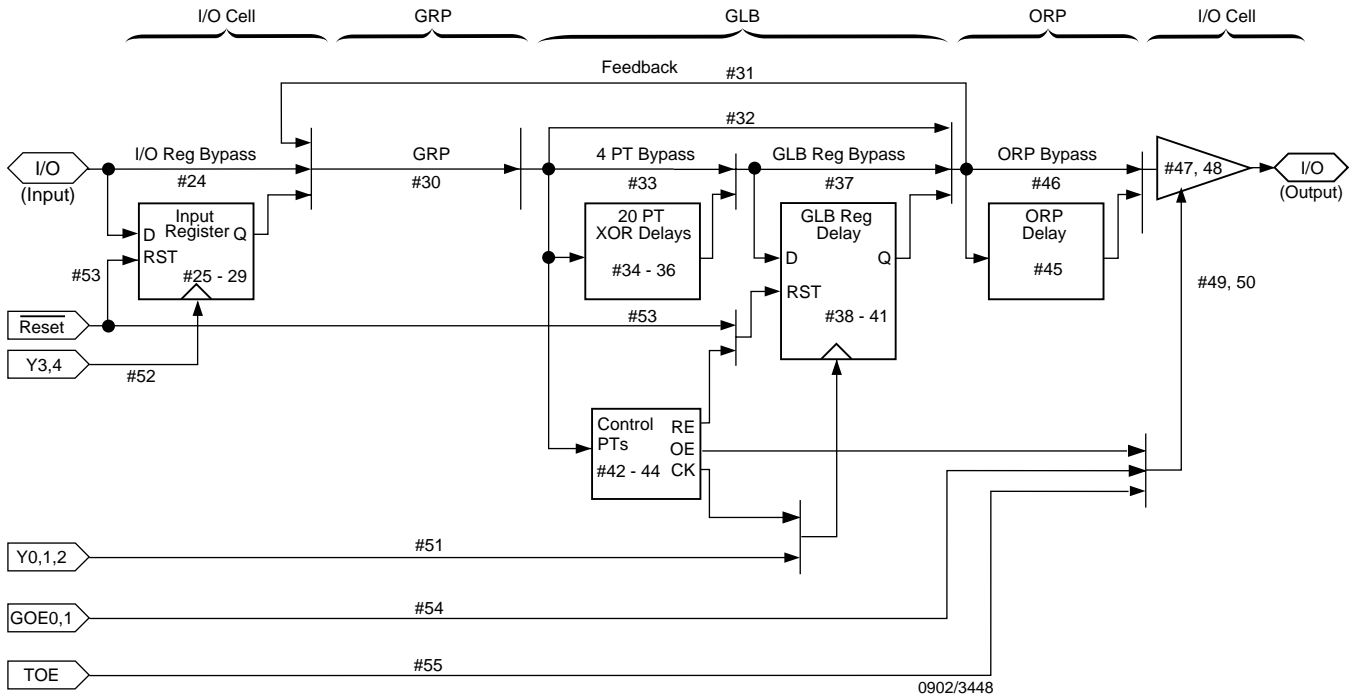 I/O Cell
GRP
GLB
ORP
I/O Cell
Feedback
#31
#32
I/O
(Input)
I/O Reg Bypass
#24
GRP
#30
4 PT Bypass
#33
GLB Reg Bypass
#37
ORP Bypass
#46
#47, 48
I/O
(Output)
Input
Register
D
Q
RST
#25 - 29
#53
20 PT
XOR Delays
#34 - 36
GLB Reg
Delay
D
Q
RST
#38 - 41
ORP
Delay
#45
#49, 50
Reset
#53
Y3,4
#52
Control
PTs
#42 - 44
RE
OE
CK
Y0,1,2
#51
GOE0,1
#54
TOE
#55
0902/3448